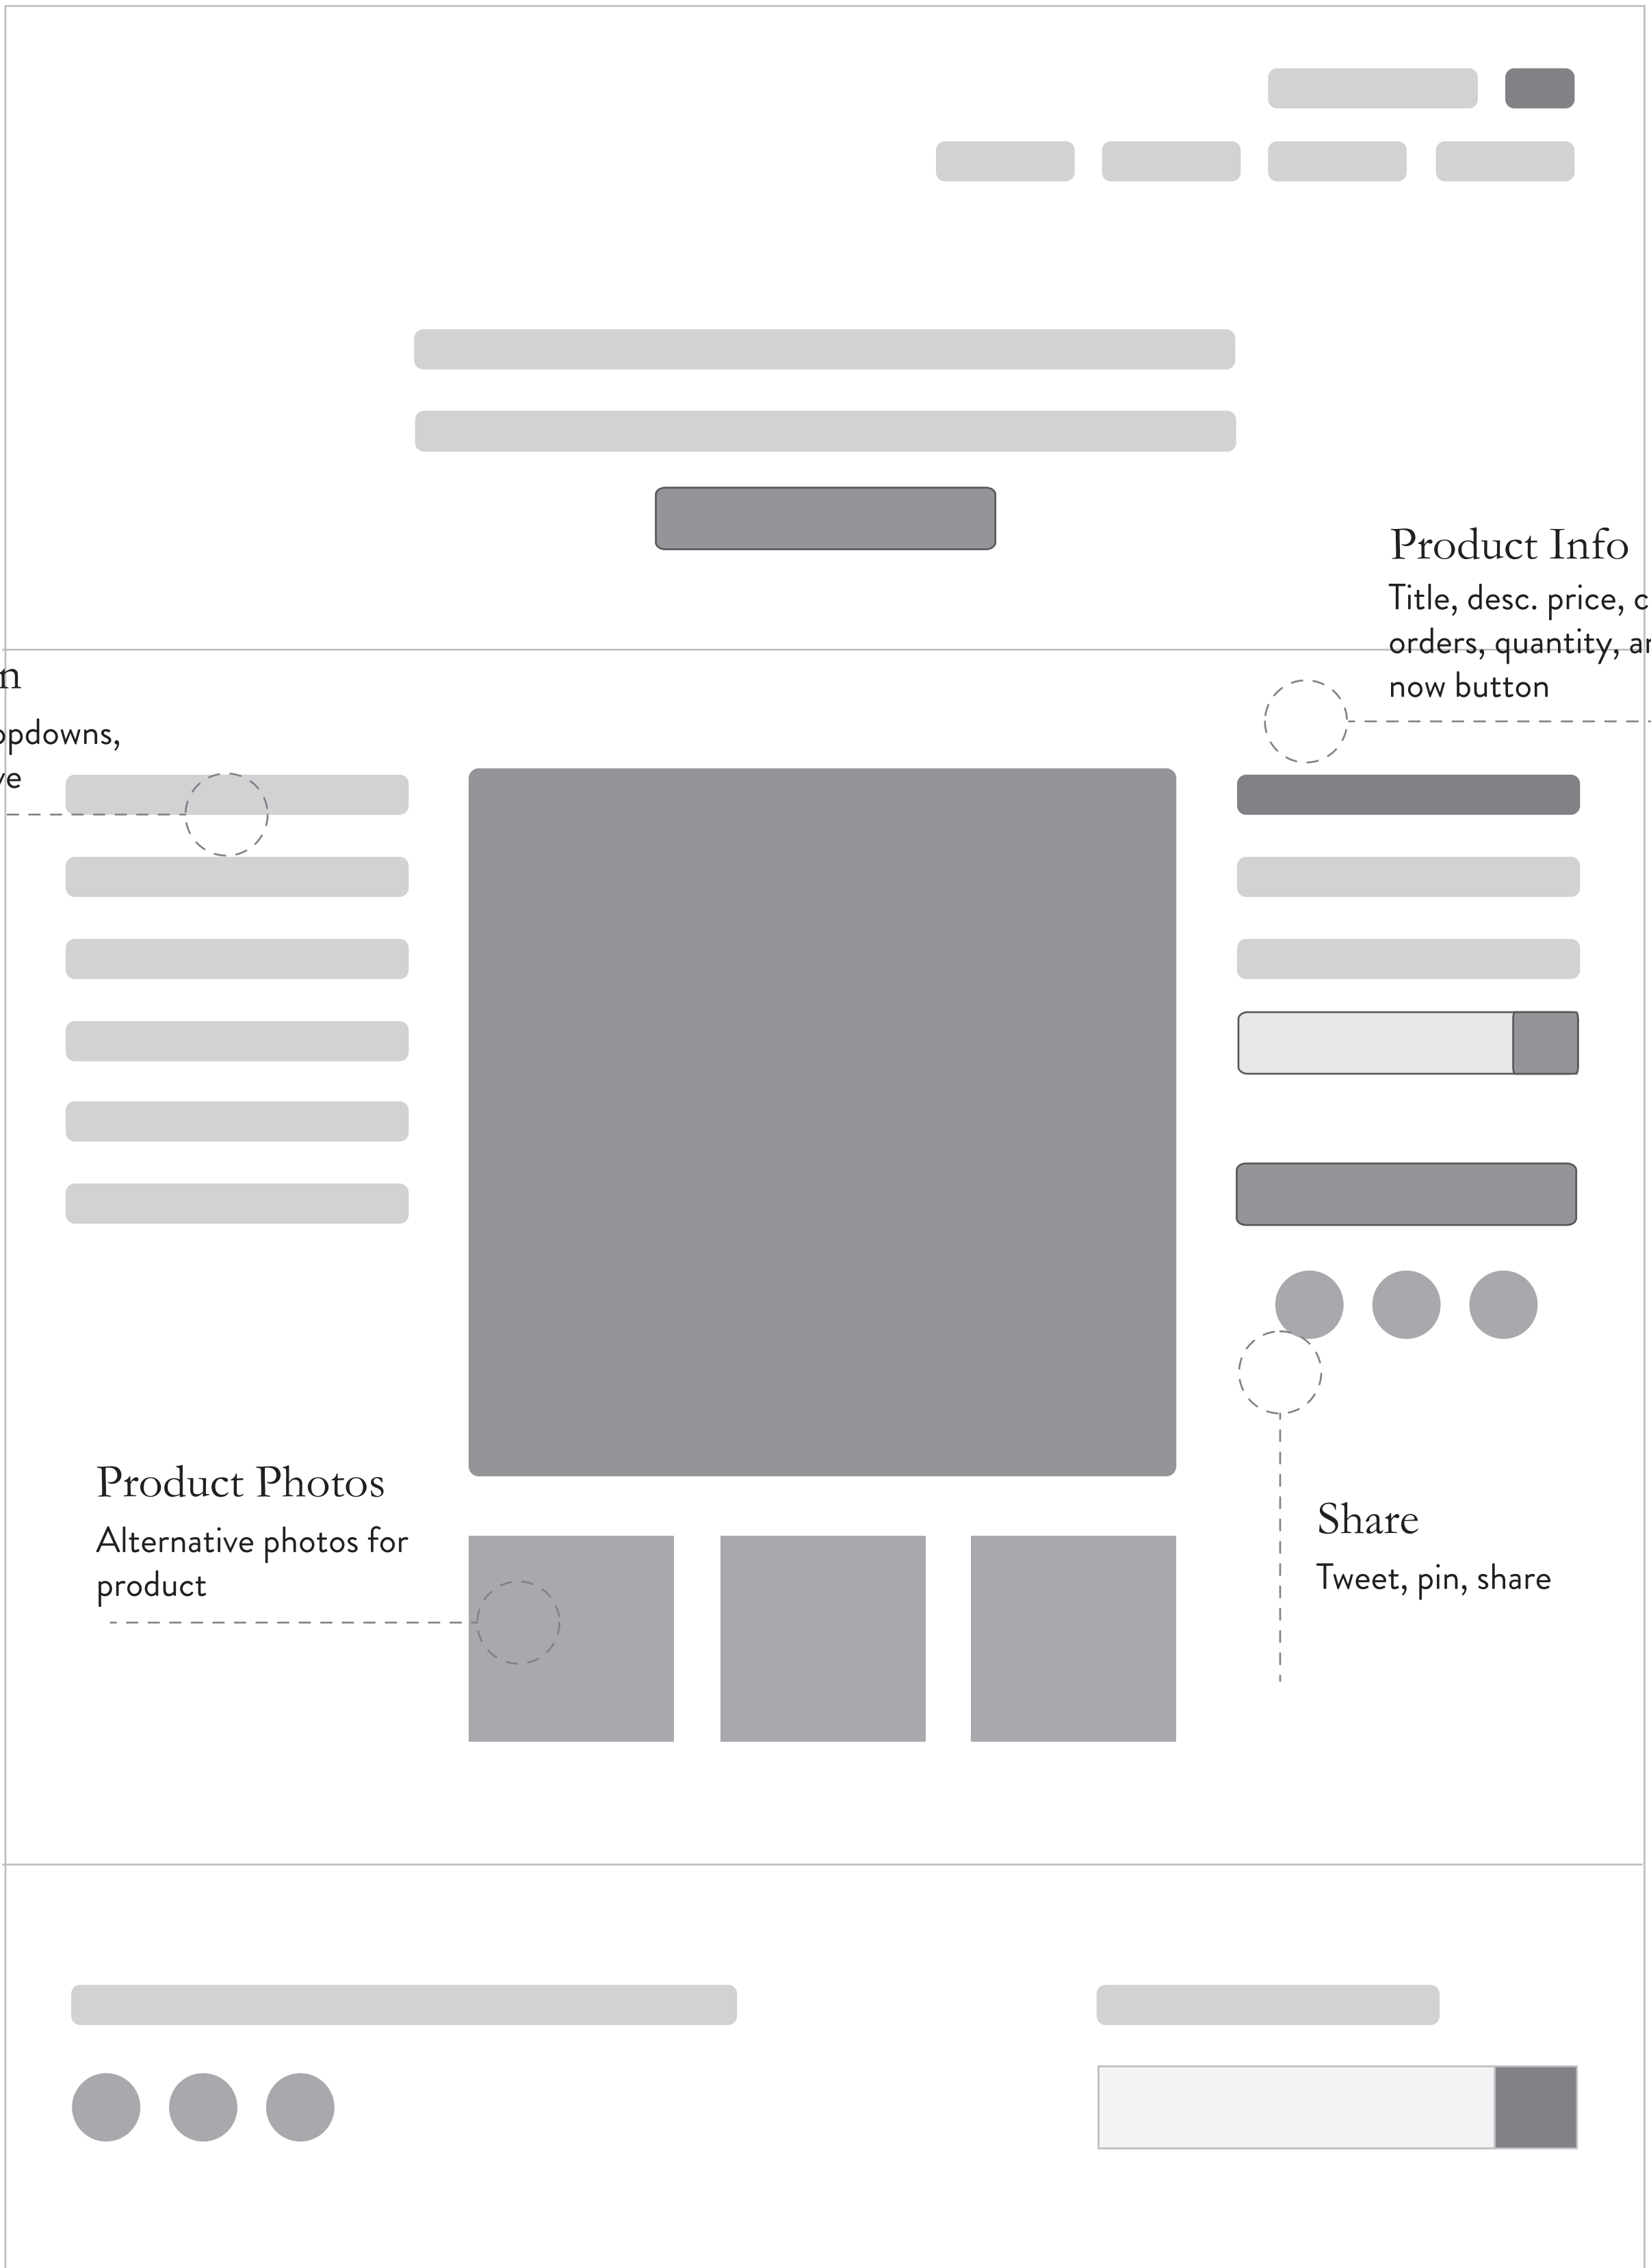 Product Info
Title, desc. price,
orders, quantity,
now button
Product Photos
Alternative photos for
product
Share
Tweet, pin, share